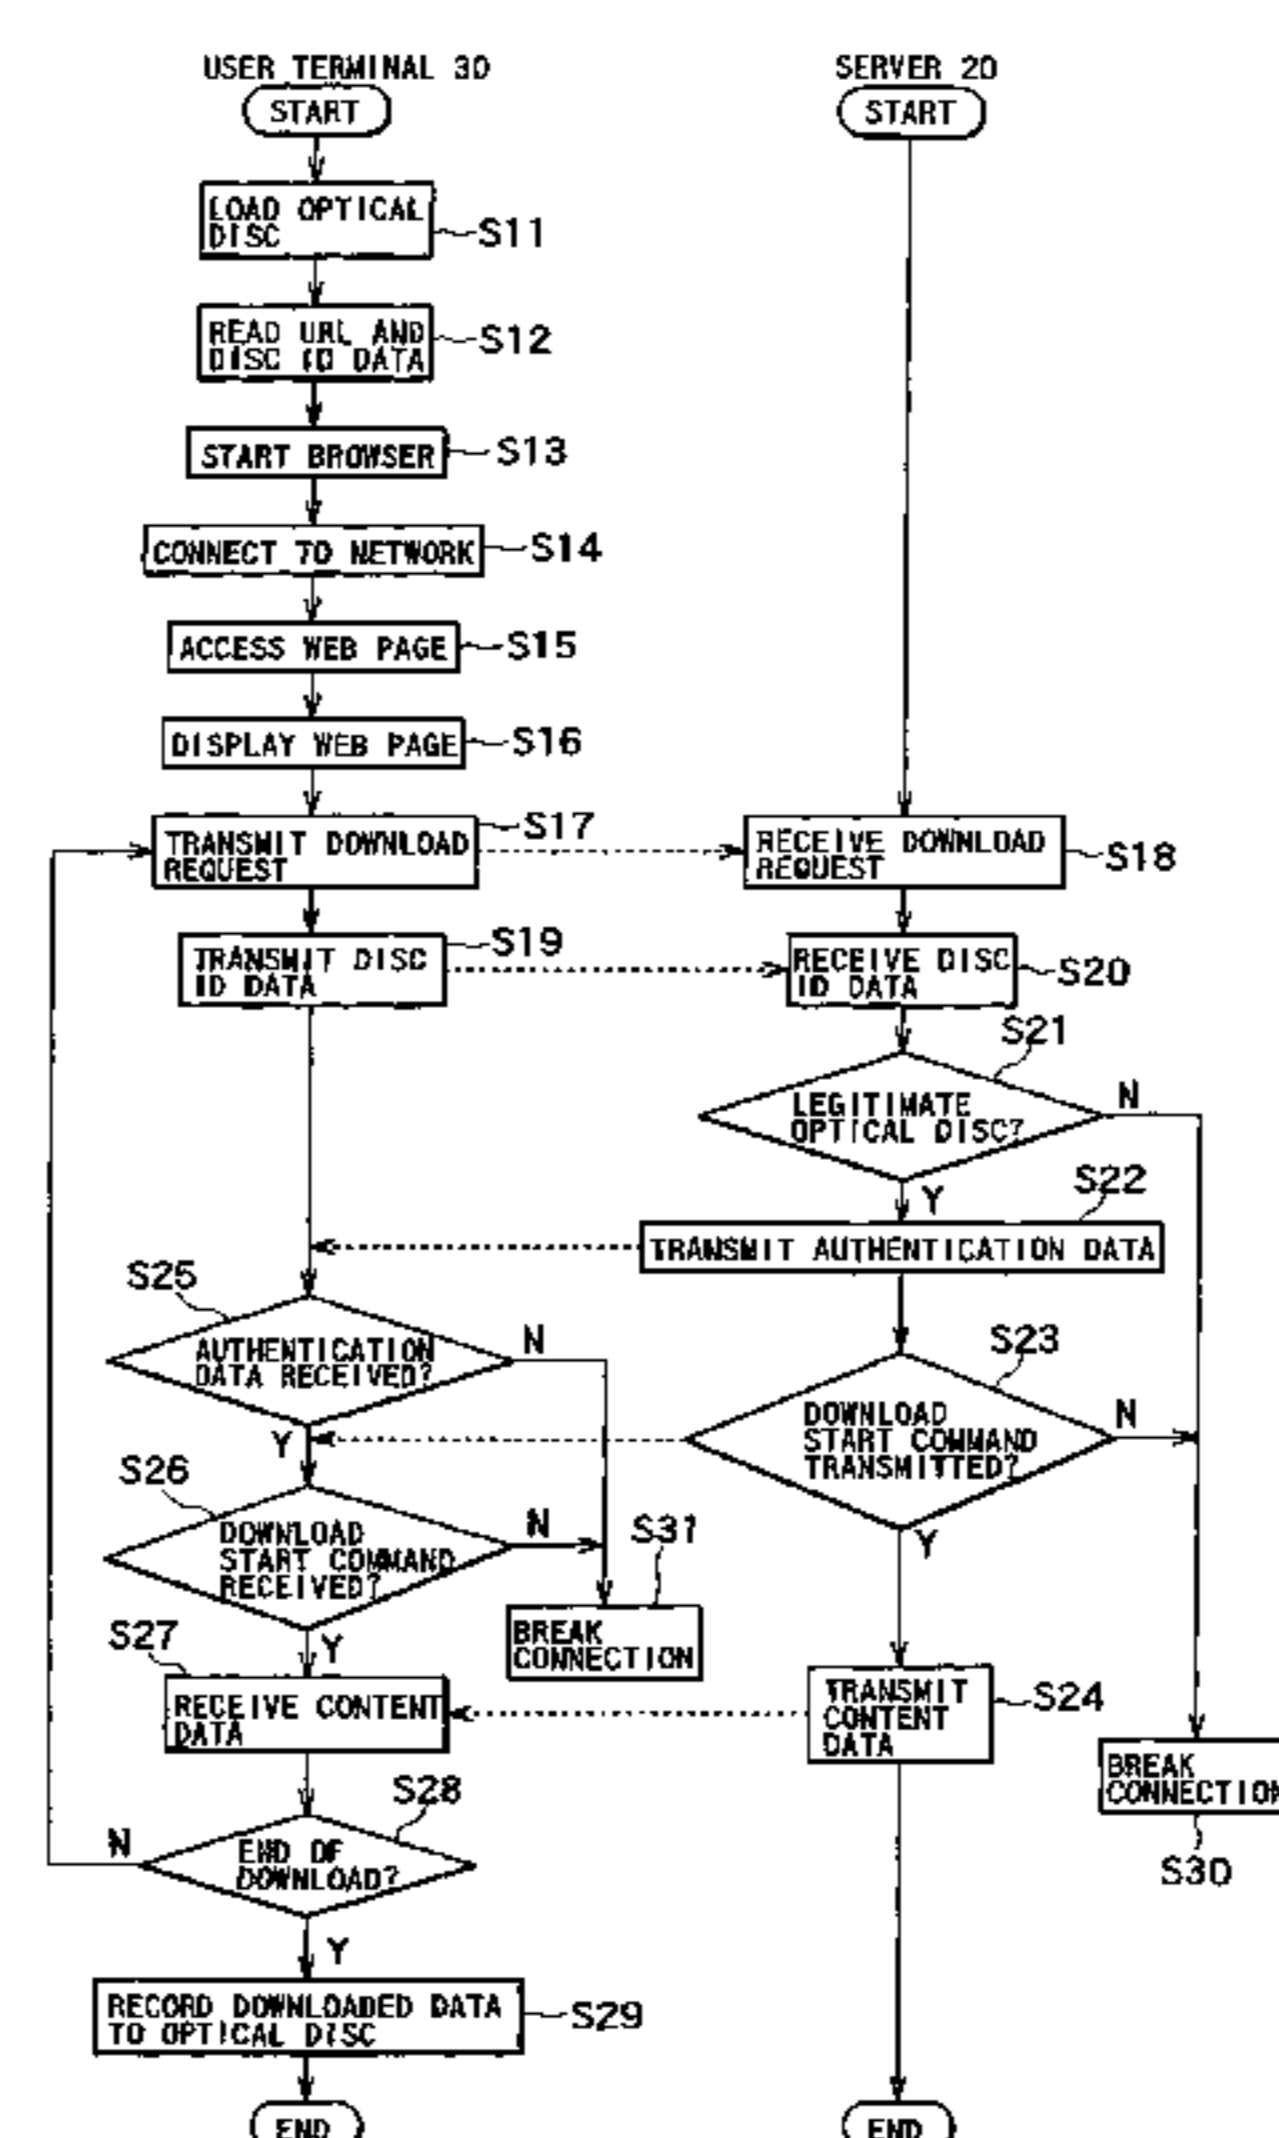 USER TERMINAL 30
START
LOAD OPTICAL
DISC
S11
READ URL AND
DISC ID DATA
S12
START BROWSER
S13
CONNECT TO NETWORK
S14
ACCESS WEB PAGE
S15
DISPLAY WEB PAGE
S16
TRANSMIT DOWNLOAD
REQUEST
S17
TRANSMIT DISC
ID DATA
S19
S25
AUTHENTICATION
DATA RECEIVED?
N
Y
S26
DOWNLOAD
START COMMAND
RECEIVED?
N
Y
S31
BREAK
CONNECTION
S27
RECEIVE CONTENT
DATA
S28
END OF
DOWNLOAD?
N
Y
RECORD DOWNLOADED DATA
TO OPTICAL DISC
S29
END
SERVER 20
START
RECEIVE DOWNLOAD
REQUEST
S18
RECEIVE DISC
ID DATA
S20
S21
LEGITIMATE
OPTICAL DISC?
N
Y
S22
TRANSMIT AUTHENTICATION DATA
S23
DOWNLOAD
START COMMAND
TRANSMITTED?
N
Y
TRANSMIT
CONTENT
DATA
S24
BREAK
CONNECTION
S30
END